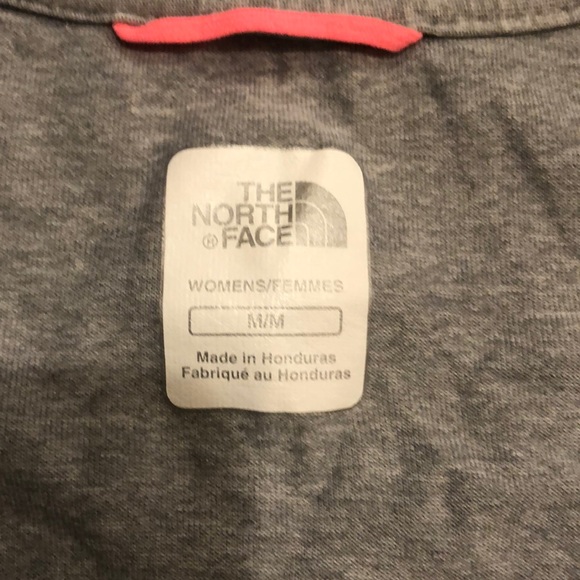 THE
NORTH
® FACE
WOMENS/FEMMES
M/M
Made in Honduras
Fabriqué au Honduras